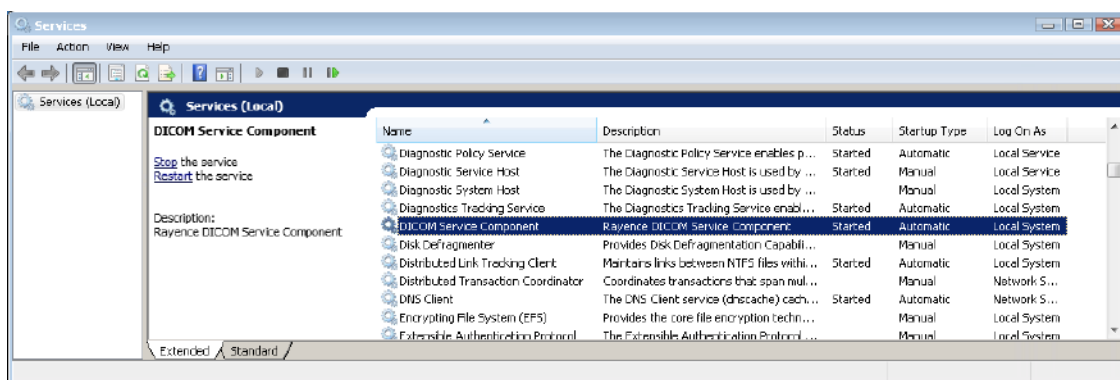 Services
File Action View Help
Services (Local)
Services (Local)
DICOM Service Component
Stop the service
Restart the service
Description:
Rayence DICOM Service Component
Name Description Status Startup Type Log On As
Diagnostic Policy Service The Diagnostic Policy Service enables p... Started Automatic Local Service
Diagnostic Service Host The Diagnostic Service Host is used by ... Started Manual Local Service
Diagnostic System Host The Diagnostic System Host is used by ... Manual Local System
Diagnostics Tracking Service The Diagnostics Tracking Service enabl... Started Automatic Local System
DICOM Service Component Rayence DICOM Service Component Started Automatic Local System
Disk Defragmenter Provides Disk Defragmentation Capabili... Manual Local System
Distributed Link Tracking Client Maintains links between NTFS files withi... Started Automatic Local System
Distributed Transaction Coordinator Coordinates transactions that span mul... Manual Network S...
DNS Client The DNS Client service (dnscache) cach... Started Automatic Network S...
Encrypting File System (EFS) Provides the core file encryption techn... Manual Local System
Extensible Authentication Protocol The Extensible Authentication Protocol ... Manual Local System
Extended Standard